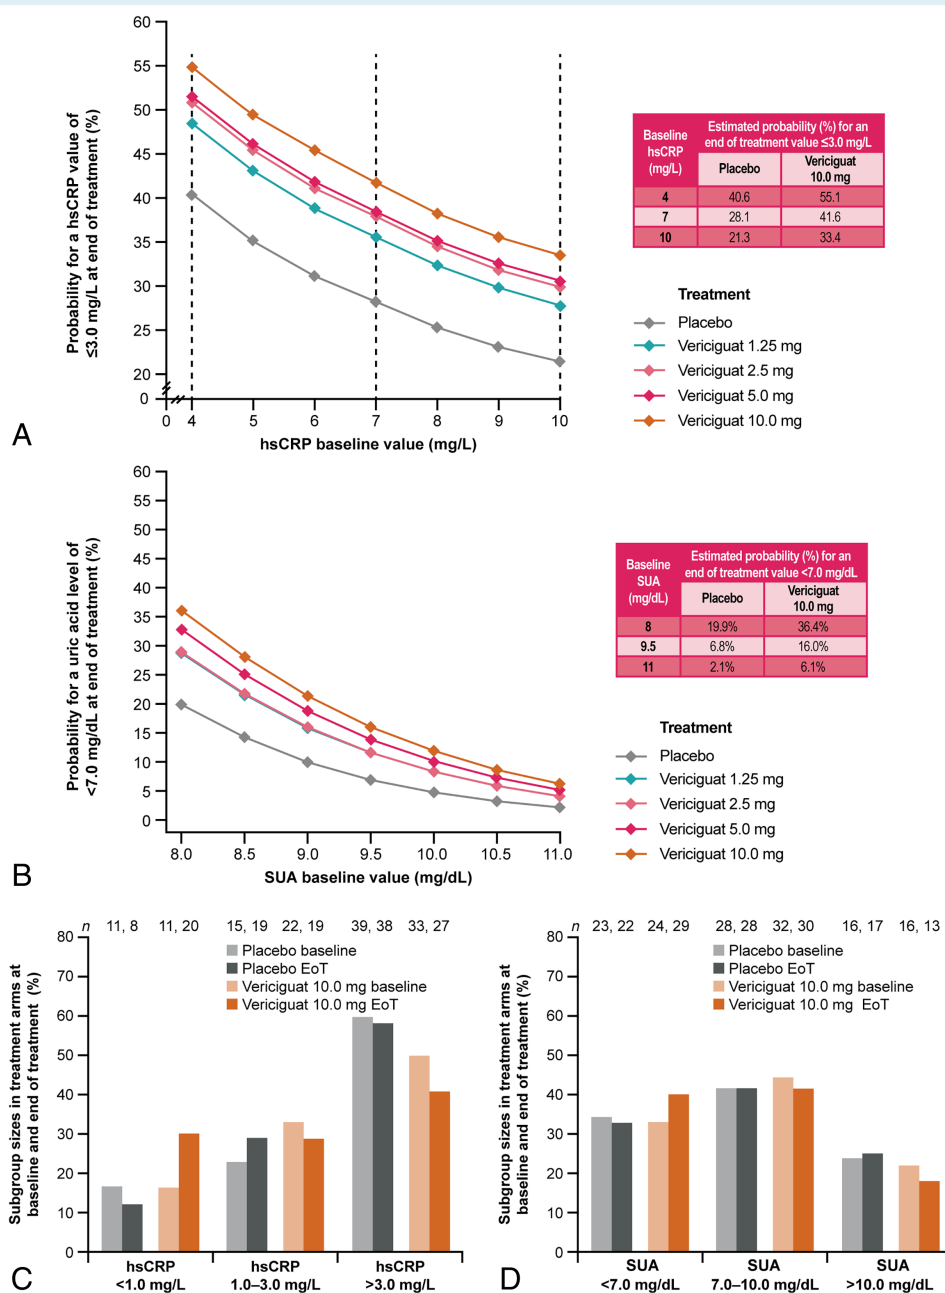 60
55
50
45
40
35
30
25
20
0
Probability for a hsCRP value of
≤3.0 mg/L at end of treatment (%)
0 4 5 6 7 8 9 10
hsCRP baseline value (mg/L)
A
Baseline
hsCRP
(mg/L)
Estimated probability (%) for an
end of treatment value ≤3.0 mg/L
Placebo
Vericiguat
10.0 mg
4 40.6 55.1
7 28.1 41.6
10 21.3 33.4
Treatment
Placebo
Vericiguat 1.25 mg
Vericiguat 2.5 mg
Vericiguat 5.0 mg
Vericiguat 10.0 mg
60
55
50
45
40
35
30
25
20
15
10
5
0
Probability for a uric acid level of
<7.0 mg/dL at end of treatment (%)
8.0 8.5 9.0 9.5 10.0 10.5 11.0
SUA baseline value (mg/dL)
B
Baseline
SUA
(mg/dL)
Estimated probability (%) for an
end of treatment value <7.0 mg/dL
Placebo
Vericiguat
10.0 mg
8 19.9% 36.4%
9.5 6.8% 16.0%
11 2.1% 6.1%
Treatment
Placebo
Vericiguat 1.25 mg
Vericiguat 2.5 mg
Vericiguat 5.0 mg
Vericiguat 10.0 mg
n 11, 8 11, 20 15, 19 22, 19 39, 38 33, 27
80
70
60
50
40
30
20
10
0
Subgroup sizes in treatment arms at
baseline and end of treatment (%)
Placebo baseline
Placebo EoT
Vericiguat 10.0 mg baseline
Vericiguat 10.0 mg EoT
hsCRP
<1.0 mg/L
hsCRP
1.0–3.0 mg/L
hsCRP
>3.0 mg/L
C
n 23, 22 24, 29 28, 28 32, 30 16, 17 16, 13
80
70
60
50
40
30
20
10
0
Subgroup sizes in treatment arms at
baseline and end of treatment (%)
Placebo baseline
Placebo EoT
Vericiguat 10.0 mg baseline
Vericiguat 10.0 mg EoT
SUA
<7.0 mg/dL
SUA
7.0–10.0 mg/dL
SUA
>10.0 mg/dL
D